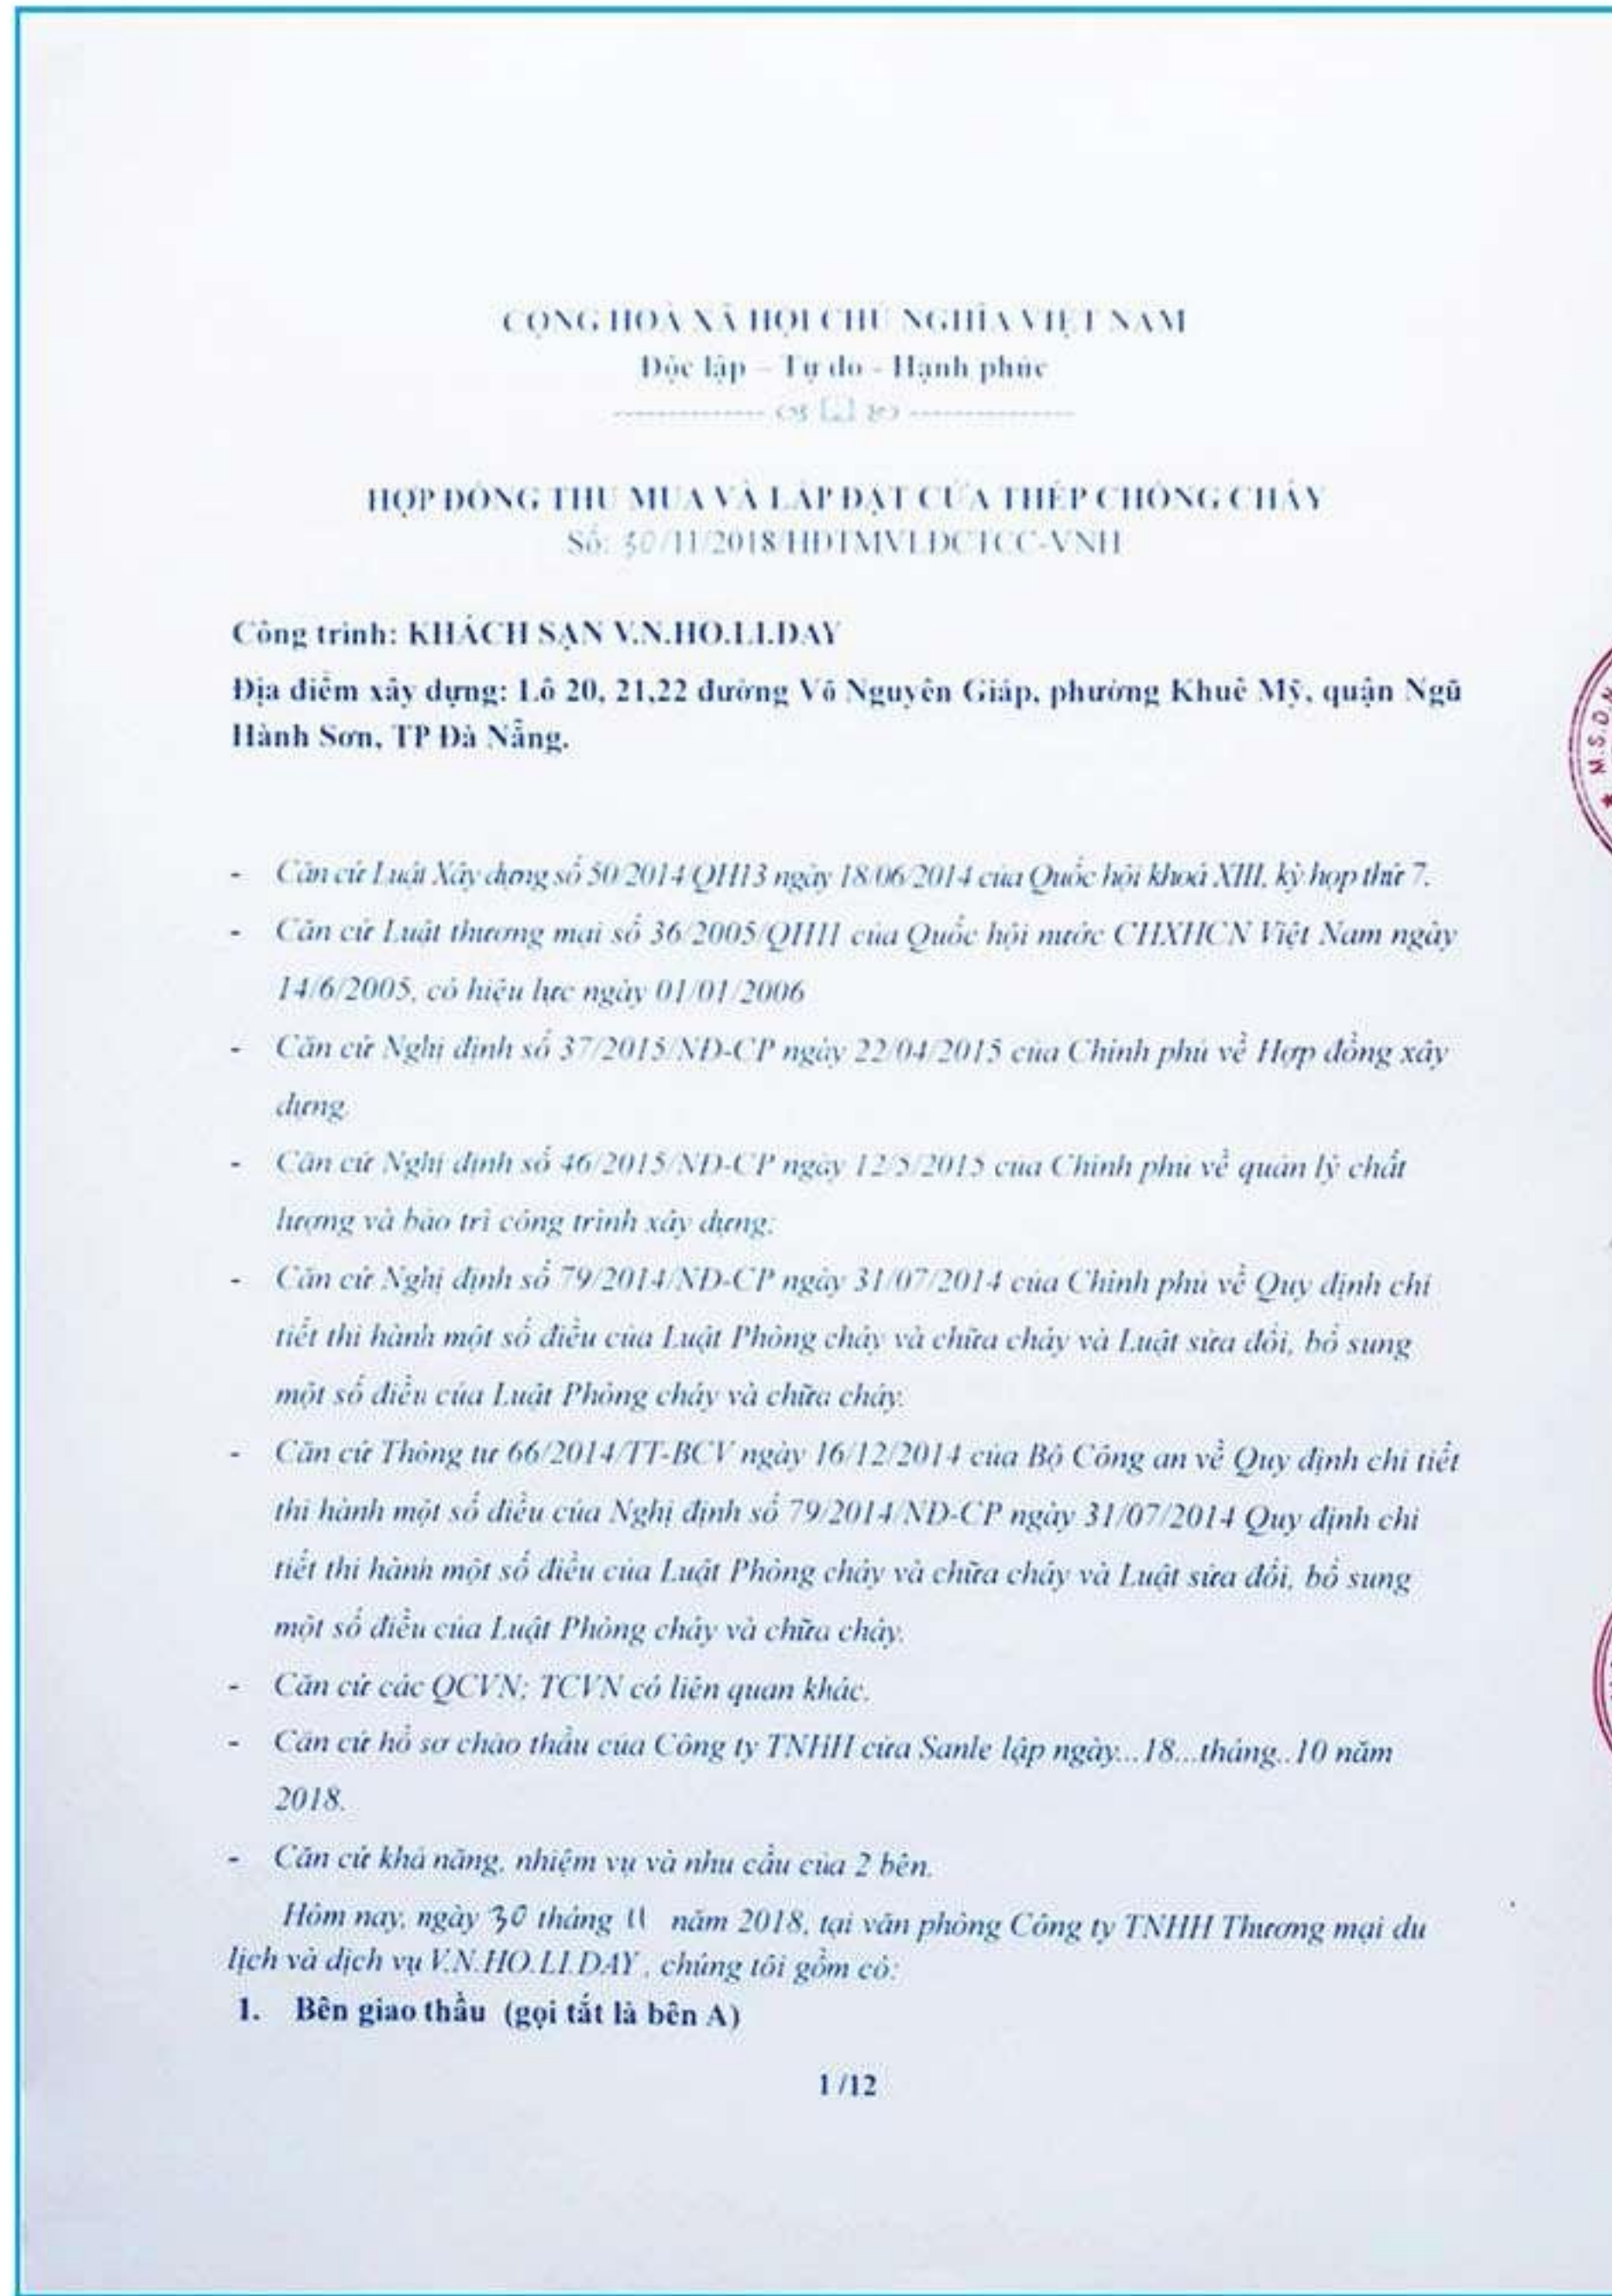 CỘNG HOÀ XÃ HỘI CHỦ NGHĨA VIỆT NAM
Độc lập – Tự do - Hạnh phúc
HỢP ĐỒNG THU MUA VÀ LẮP ĐẶT CỬA THÉP CHỐNG CHÁY
Số: 30/11/2018/HĐTMVLĐCTCC-VNH
Công trình: KHÁCH SẠN V.N.HO.LI.DAY
Địa điểm xây dựng: Lô 20, 21,22 đường Võ Nguyên Giáp, phường Khuê Mỹ, quận Ngũ
Hành Sơn, TP Đà Nẵng.
- Căn cứ Luật Xây dựng số 50/2014/QH13 ngày 18/06/2014 của Quốc hội khoá XIII, kỳ họp thứ 7.
- Căn cứ Luật thương mại số 36/2005/QH11 của Quốc hội nước CHXHCN Việt Nam ngày
14/6/2005, có hiệu lực ngày 01/01/2006
- Căn cứ Nghị định số 37/2015/NĐ-CP ngày 22/04/2015 của Chính phủ về Hợp đồng xây
dựng.
- Căn cứ Nghị định số 46/2015/NĐ-CP ngày 12/5/2015 của Chính phủ về quản lý chất
lượng và bảo trì công trình xây dựng;
- Căn cứ Nghị định số 79/2014/NĐ-CP ngày 31/07/2014 của Chính phủ về Quy định chi
tiết thi hành một số điều của Luật Phòng cháy và chữa cháy và Luật sửa đổi, bổ sung
một số điều của Luật Phòng cháy và chữa cháy.
- Căn cứ Thông tư 66/2014/TT-BCV ngày 16/12/2014 của Bộ Công an về Quy định chi tiết
thi hành một số điều của Nghị định số 79/2014/NĐ-CP ngày 31/07/2014 Quy định chi
tiết thi hành một số điều của Luật Phòng cháy và chữa cháy và Luật sửa đổi, bổ sung
một số điều của Luật Phòng cháy và chữa cháy.
- Căn cứ các QCVN; TCVN có liên quan khác.
- Căn cứ hồ sơ chào thầu của Công ty TNHH cửa Sanle lập ngày...18...tháng..10 năm
2018.
- Căn cứ khả năng, nhiệm vụ và nhu cầu của 2 bên.
Hôm nay, ngày 30 tháng 11 năm 2018, tại văn phòng Công ty TNHH Thương mại du
lịch và dịch vụ V.N.HO.LI.DAY , chúng tôi gồm có:
1. Bên giao thầu (gọi tắt là bên A)
1 /12
M.S.D.N